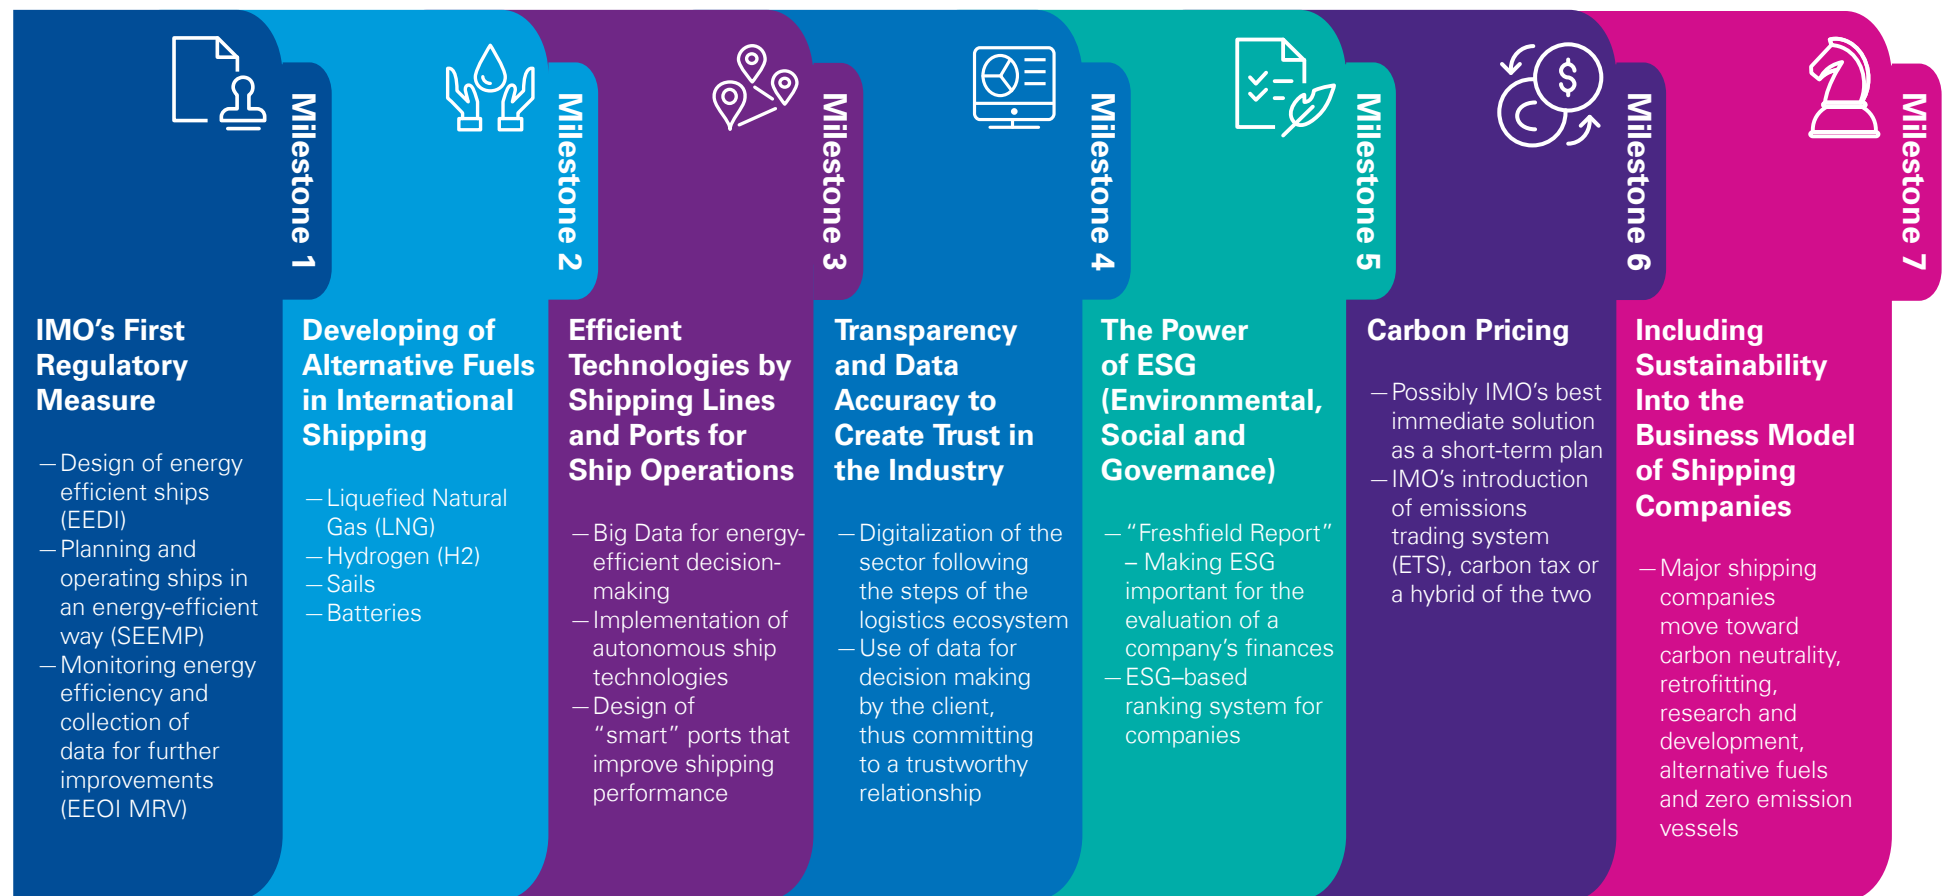 Milestone 1
IMO’s First
Regulatory
Measure
—Design of energy
efficient ships
(EEDI)
—Planning and
operating ships in
an energy-efficient
way (SEEMP)
—Monitoring energy
efficiency and
collection of
data for further
improvements
(EEOI MRV)
Milestone 2
Developing of
Alternative Fuels
in International
Shipping
—Liquefied Natural
Gas (LNG)
—Hydrogen (H2)
—Sails
—Batteries
Milestone 3
Efficient
Technologies by
Shipping Lines
and Ports for
Ship Operations
—Big Data for energy-
efficient decision-
making
—Implementation of
autonomous ship
technologies
—Design of
“smart” ports that
improve shipping
performance
Milestone 4
Transparency
and Data
Accuracy to
Create Trust in
the Industry
—Digitalization of the
sector following
the steps of the
logistics ecosystem
—Use of data for
decision making
by the client,
thus committing
to a trustworthy
relationship
Milestone 5
The Power
of ESG
(Environmental,
Social and
Governance)
—“Freshfield Report”
– Making ESG
important for the
evaluation of a
company’s finances
—ESG–based
ranking system for
companies
Milestone 6
Carbon Pricing
—Possibly IMO’s best
immediate solution
as a short-term plan
—IMO’s introduction
of emissions
trading system
(ETS), carbon tax or
a hybrid of the two
Milestone 7
Including
Sustainability
Into the
Business Model
of Shipping
Companies
—Major shipping
companies
move toward
carbon neutrality,
retrofitting,
research and
development,
alternative fuels
and zero emission
vessels